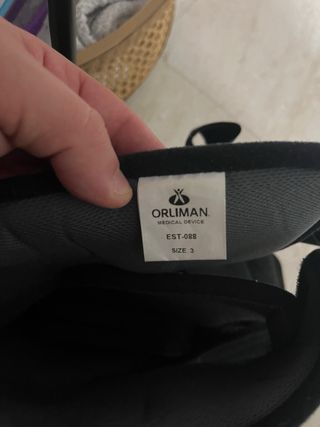 ORLIMAN
MEDICAL DEVICE
EST-088
SIZE 3